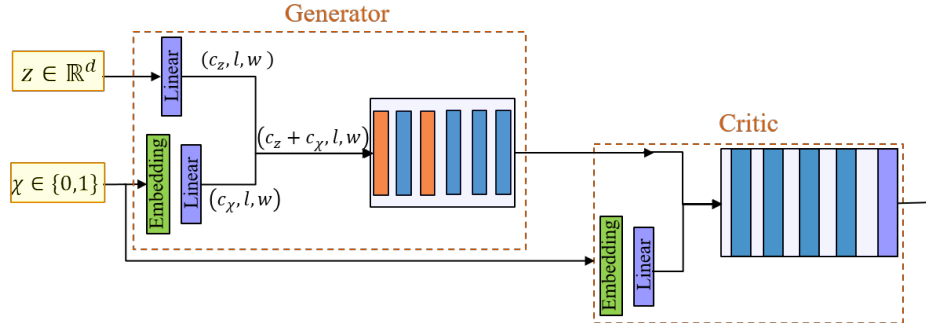 Generator
z ∈ ℝ^d
Linear
(c_z, l, w)
(c_z + c_χ, l, w)
χ ∈ {0,1}
Embedding
Linear
(c_χ, l, w)
Critic
Embedding
Linear